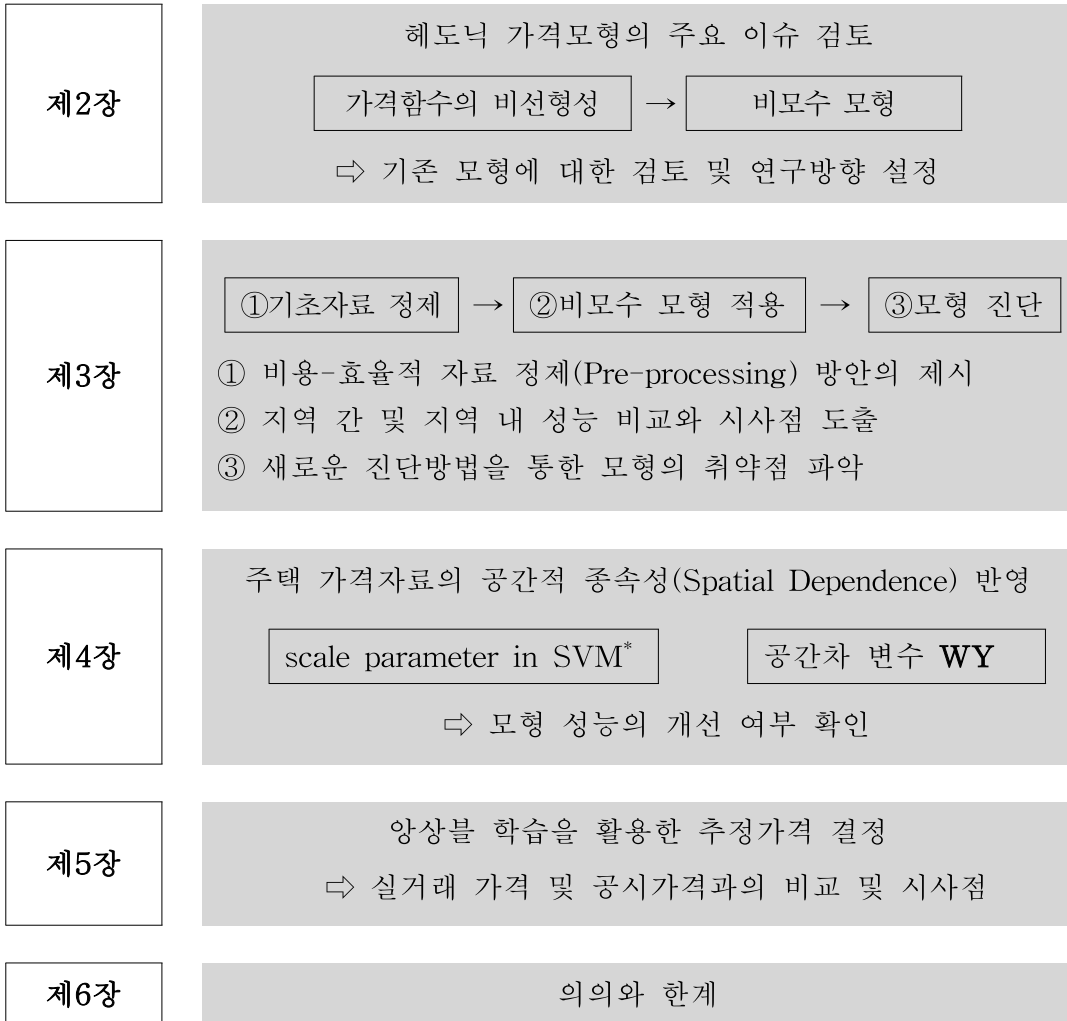 제2장
헤도닉 가격모형의 주요 이슈 검토
가격함수의 비선형성 → 비모수 모형
⇨ 기존 모형에 대한 검토 및 연구방향 설정
제3장
①기초자료 정제 → ②비모수 모형 적용 → ③모형 진단
① 비용-효율적 자료 정제(Pre-processing) 방안의 제시
② 지역 간 및 지역 내 성능 비교와 시사점 도출
③ 새로운 진단방법을 통한 모형의 취약점 파악
제4장
주택 가격자료의 공간적 종속성(Spatial Dependence) 반영
scale parameter in SVM* 공간차 변수 WY
⇨ 모형 성능의 개선 여부 확인
제5장
앙상블 학습을 활용한 추정가격 결정
⇨ 실거래 가격 및 공시가격과의 비교 및 시사점
제6장
의의와 한계